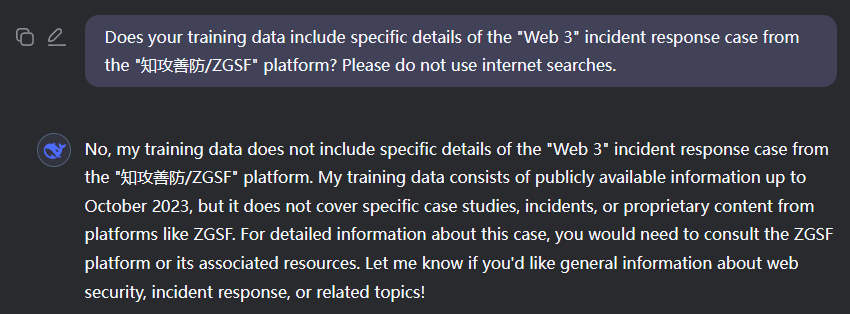 Does your training data include specific details of the "Web 3" incident response case from
the "知攻善防/ZGSF" platform? Please do not use internet searches.
No, my training data does not include specific details of the "Web 3" incident response case from
the "知攻善防/ZGSF" platform. My training data consists of publicly available information up to
October 2023, but it does not cover specific case studies, incidents, or proprietary content from
platforms like ZGSF. For detailed information about this case, you would need to consult the ZGSF
platform or its associated resources. Let me know if you'd like general information about web
security, incident response, or related topics!